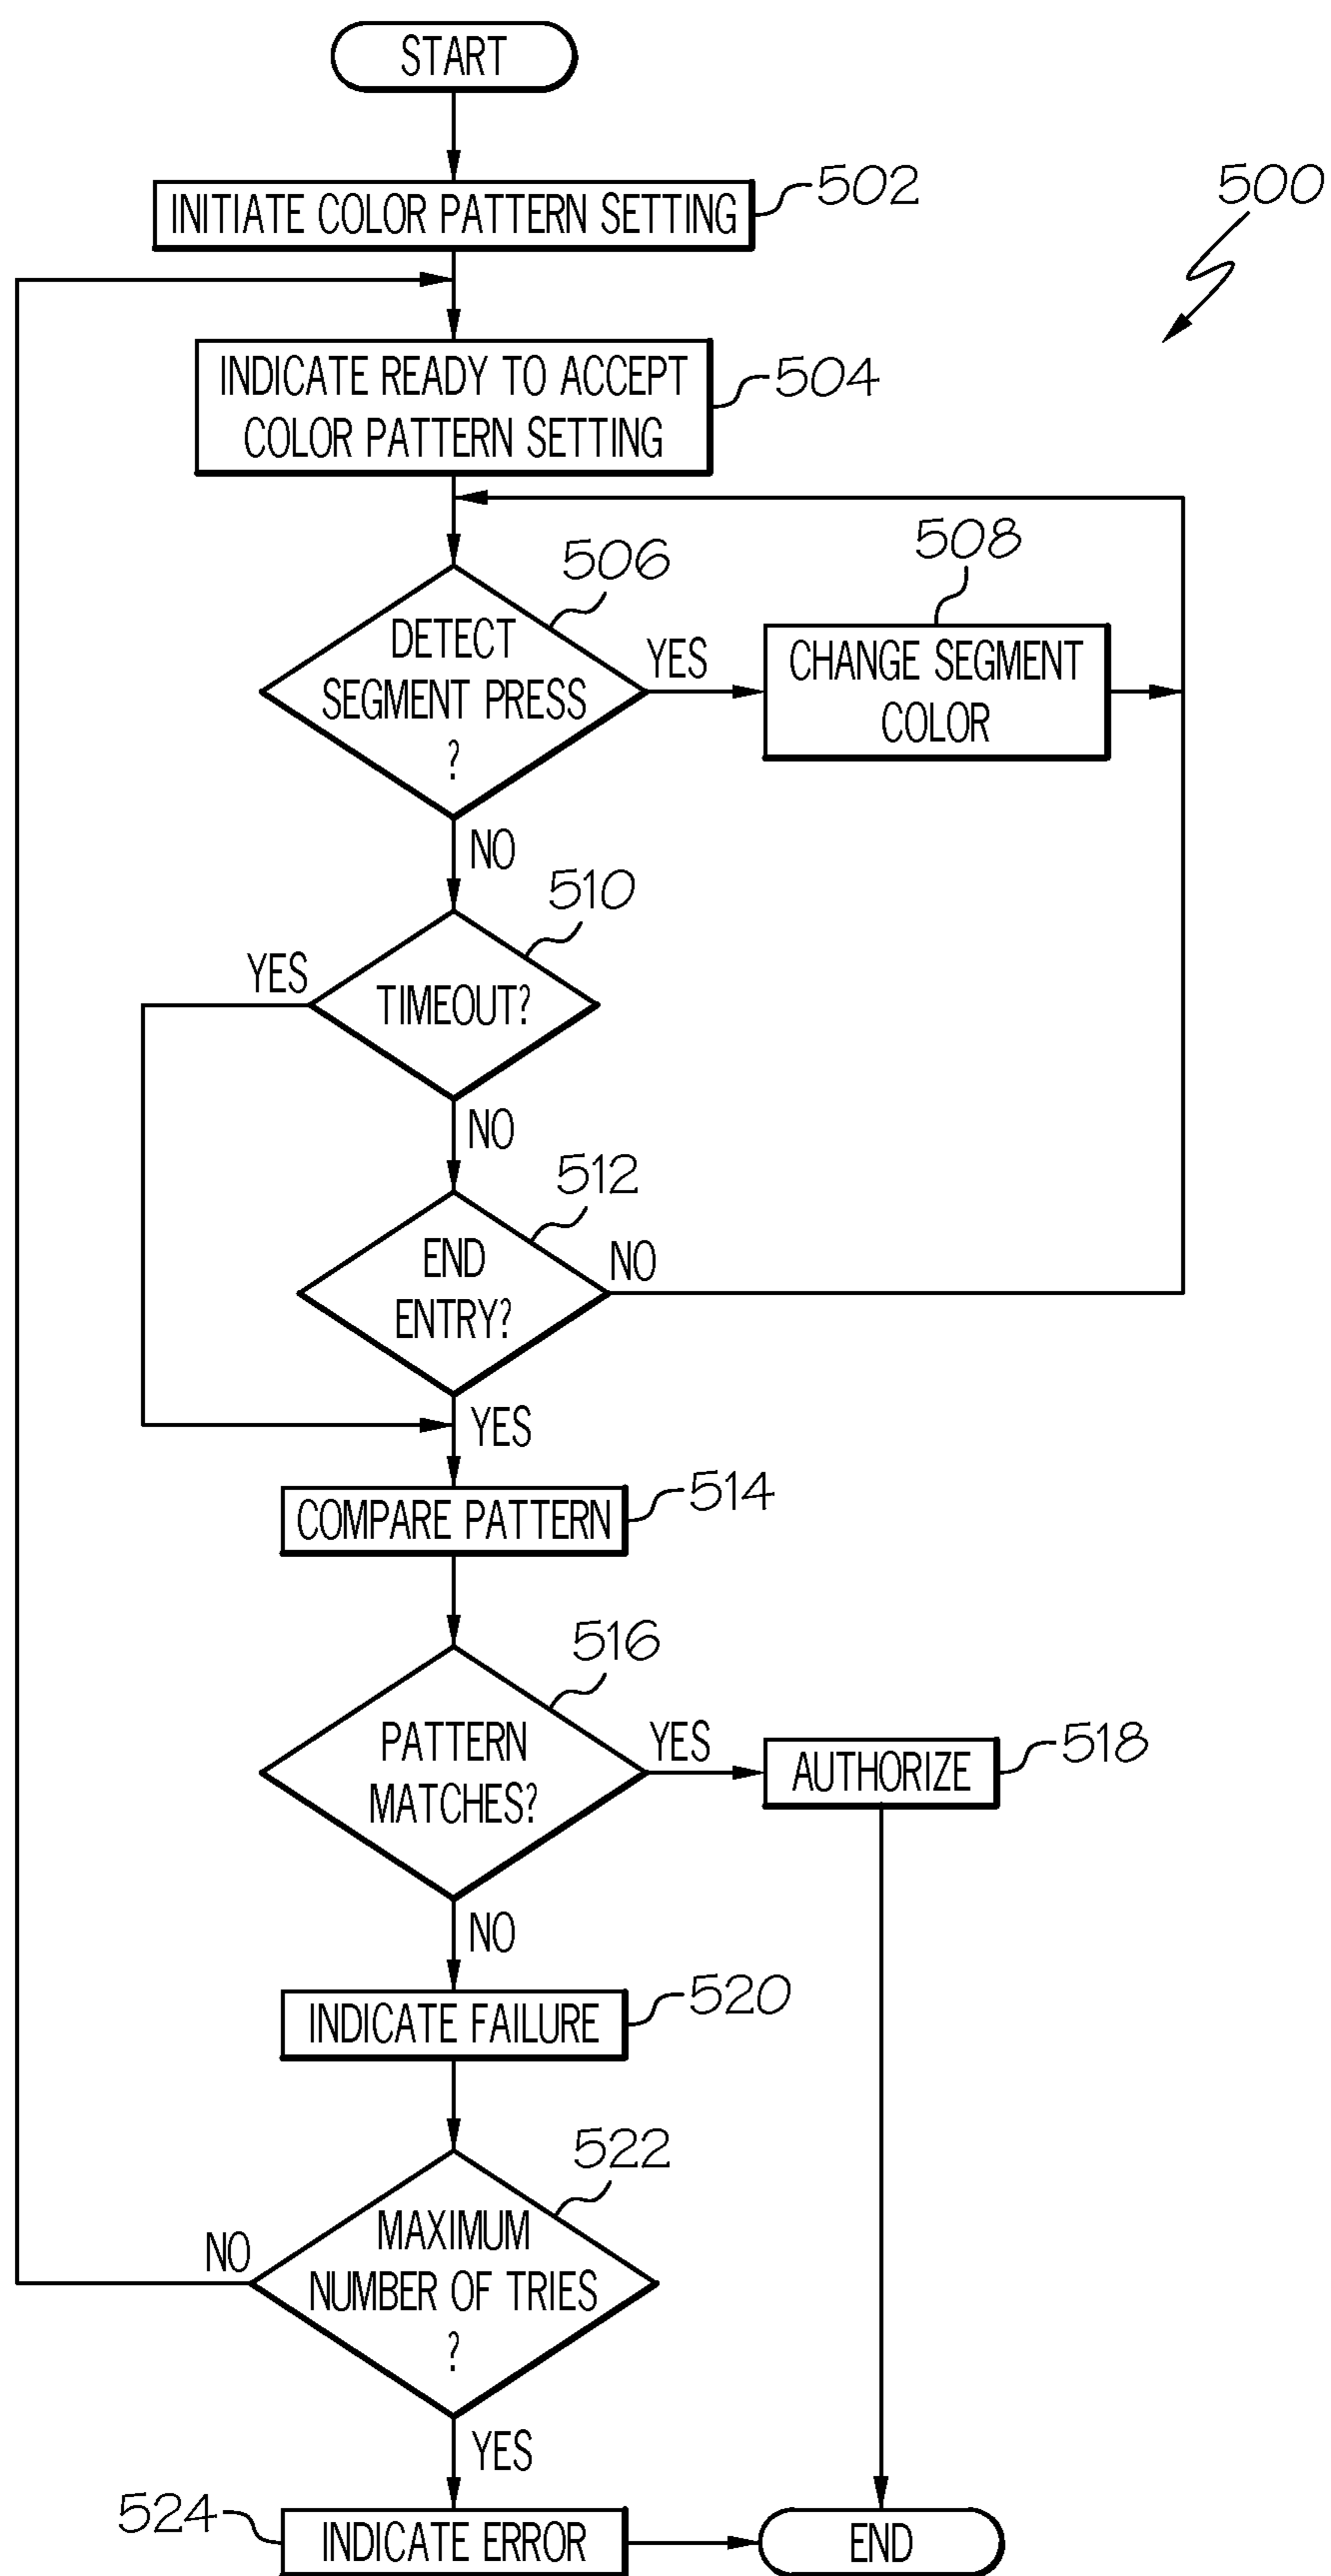 START
INITIATE COLOR PATTERN SETTING
502
500
INDICATE READY TO ACCEPT
COLOR PATTERN SETTING
504
506
508
DETECT
SEGMENT PRESS
?
YES
CHANGE SEGMENT
COLOR
NO
510
YES
TIMEOUT?
NO
512
END
ENTRY?
NO
YES
COMPARE PATTERN
514
516
PATTERN
MATCHES?
YES
AUTHORIZE
518
NO
INDICATE FAILURE
520
522
MAXIMUM
NUMBER OF TRIES
?
NO
YES
524
INDICATE ERROR
END